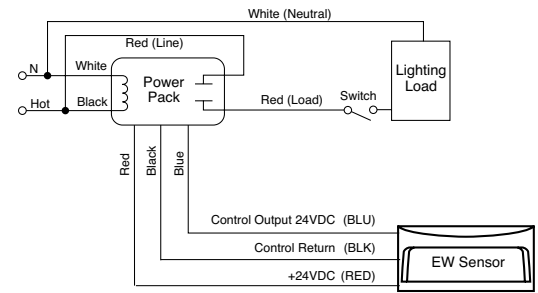 White (Neutral)
Red (Line)
N
White
Hot
Black
Power
Pack
Lighting
Load
Red (Load)
Switch
Red
Black
Blue
Control Output 24VDC (BLU)
Control Return (BLK)
+24VDC (RED)
EW Sensor